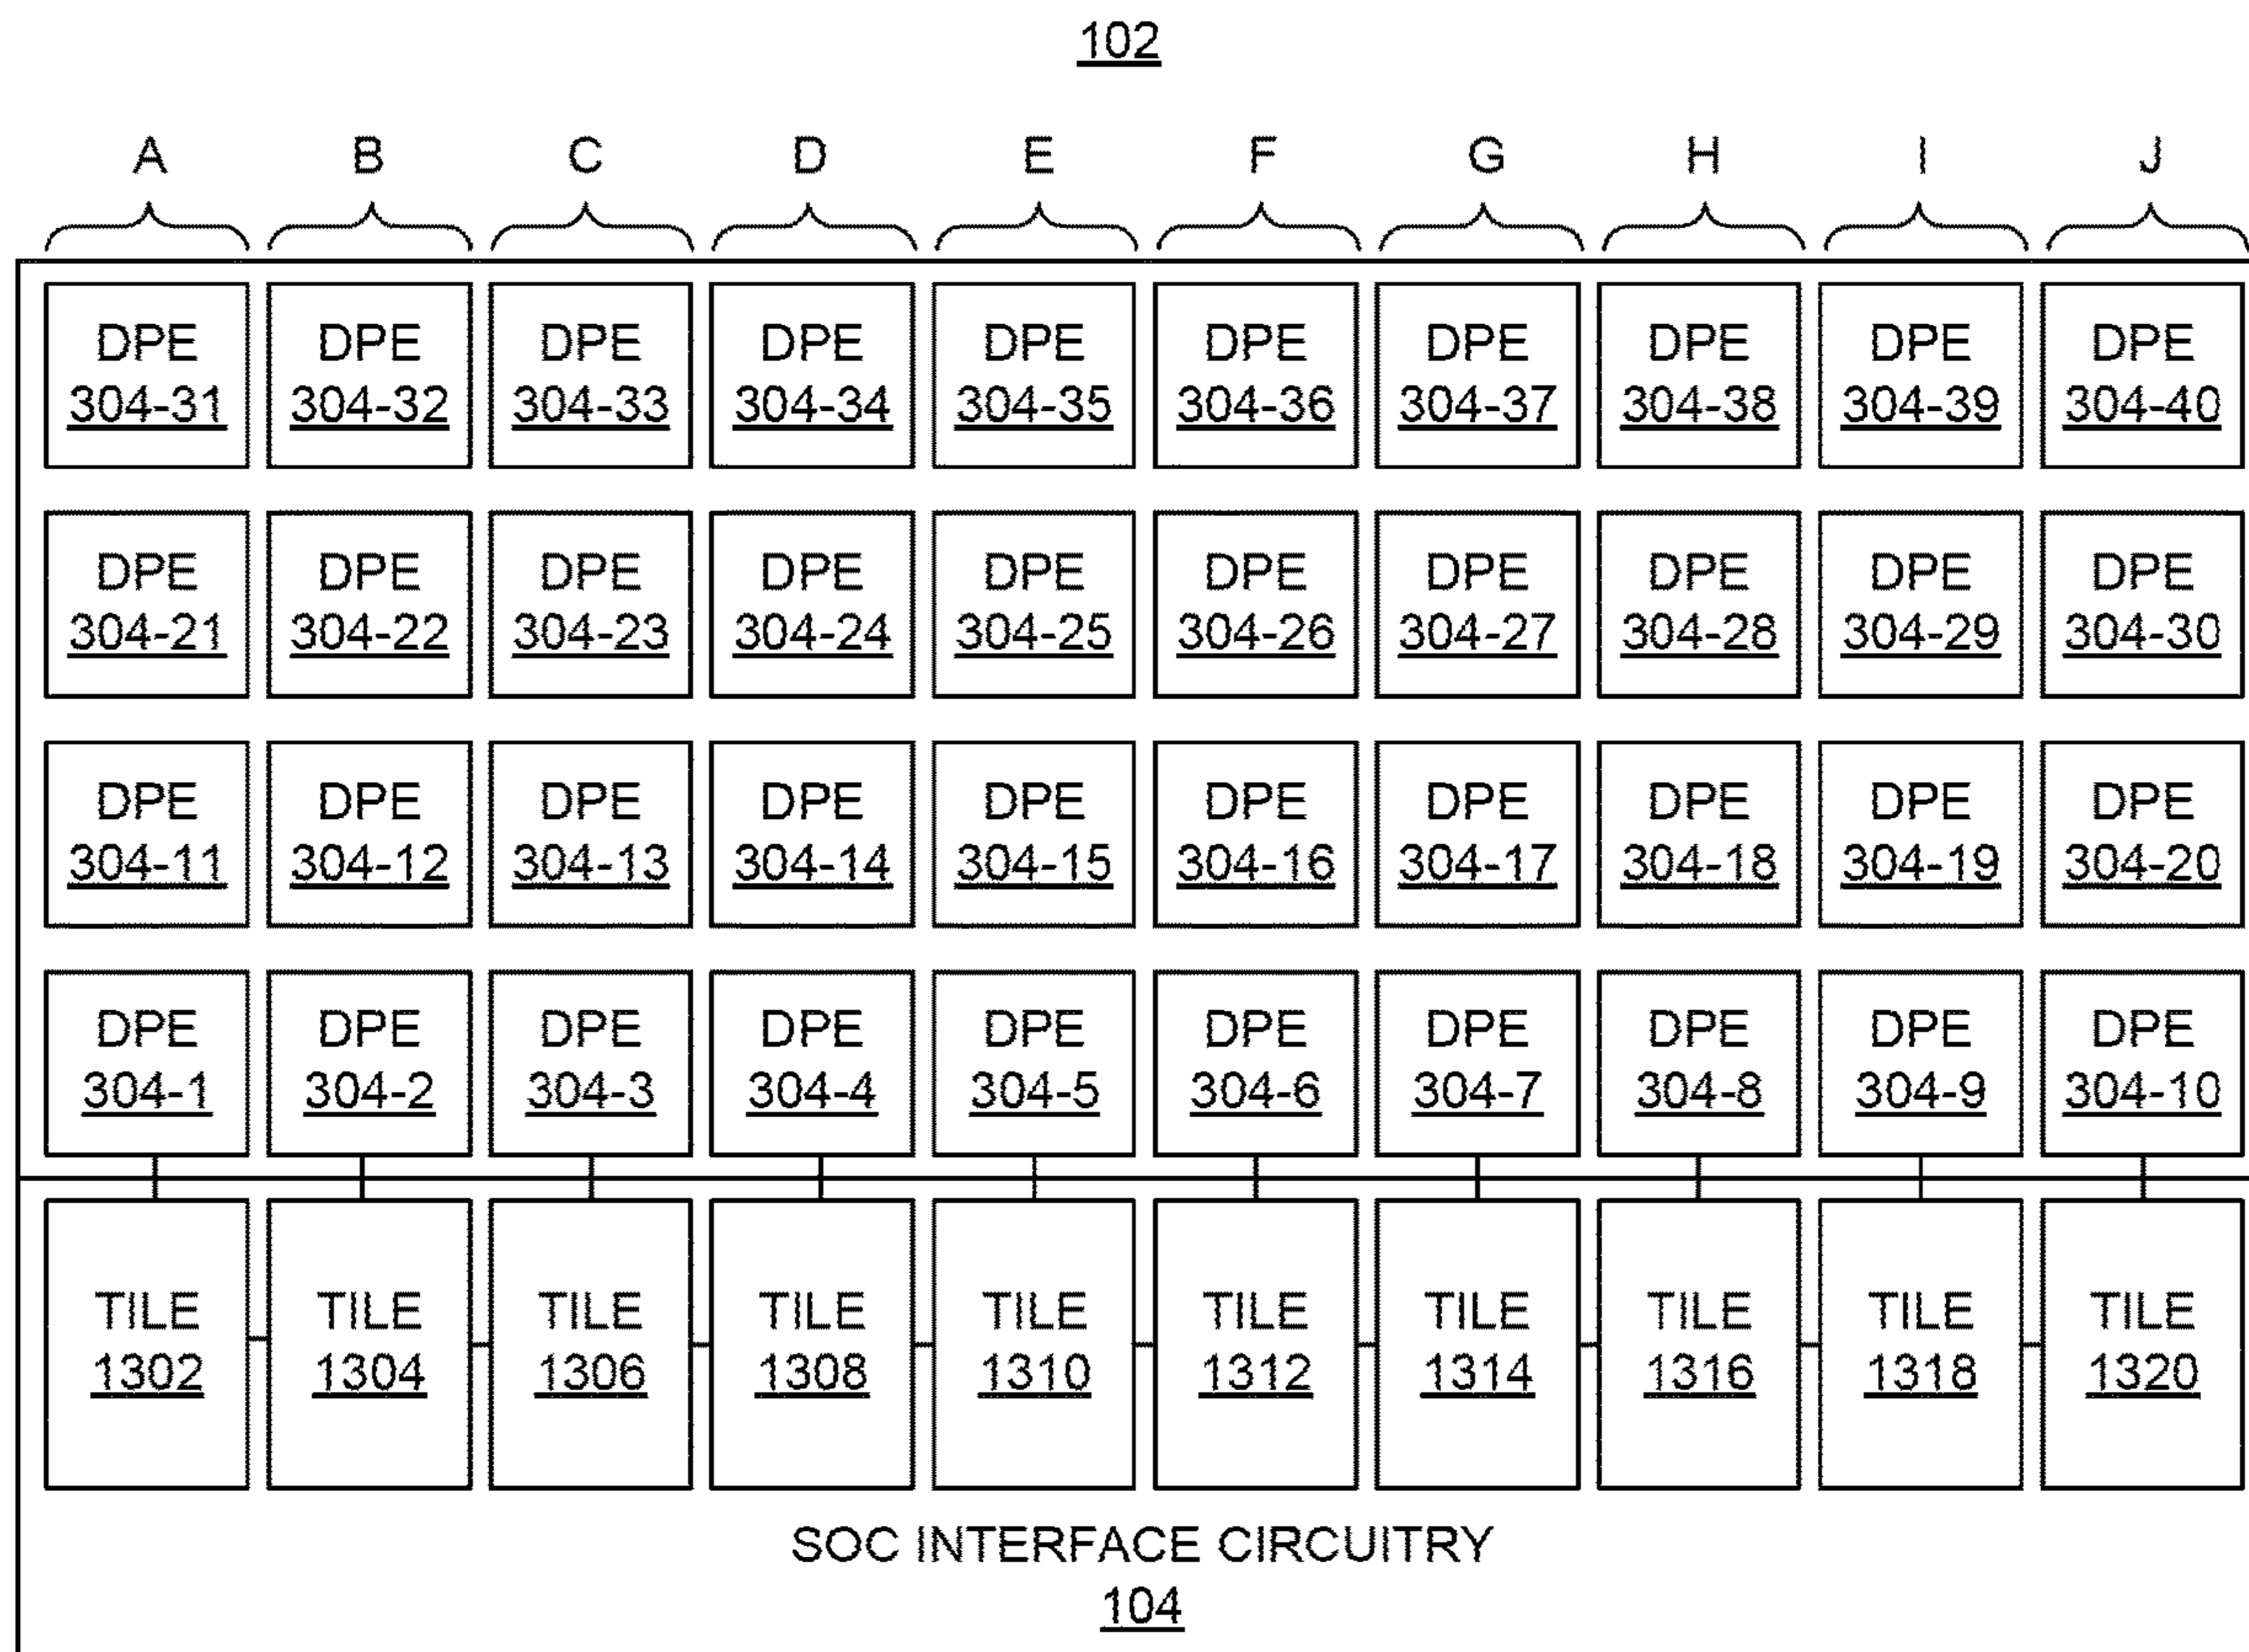 102
A B C D E F G H I J
DPE DPE DPE DPE DPE DPE DPE DPE DPE DPE
304-31 304-32 304-33 304-34 304-35 304-36 304-37 304-38 304-39 304-40
DPE DPE DPE DPE DPE DPE DPE DPE DPE DPE
304-21 304-22 304-23 304-24 304-25 304-26 304-27 304-28 304-29 304-30
DPE DPE DPE DPE DPE DPE DPE DPE DPE DPE
304-11 304-12 304-13 304-14 304-15 304-16 304-17 304-18 304-19 304-20
DPE DPE DPE DPE DPE DPE DPE DPE DPE DPE
304-1 304-2 304-3 304-4 304-5 304-6 304-7 304-8 304-9 304-10
TILE TILE TILE TILE TILE TILE TILE TILE TILE TILE
1302 1304 1306 1308 1310 1312 1314 1316 1318 1320
SOC INTERFACE CIRCUITRY
104